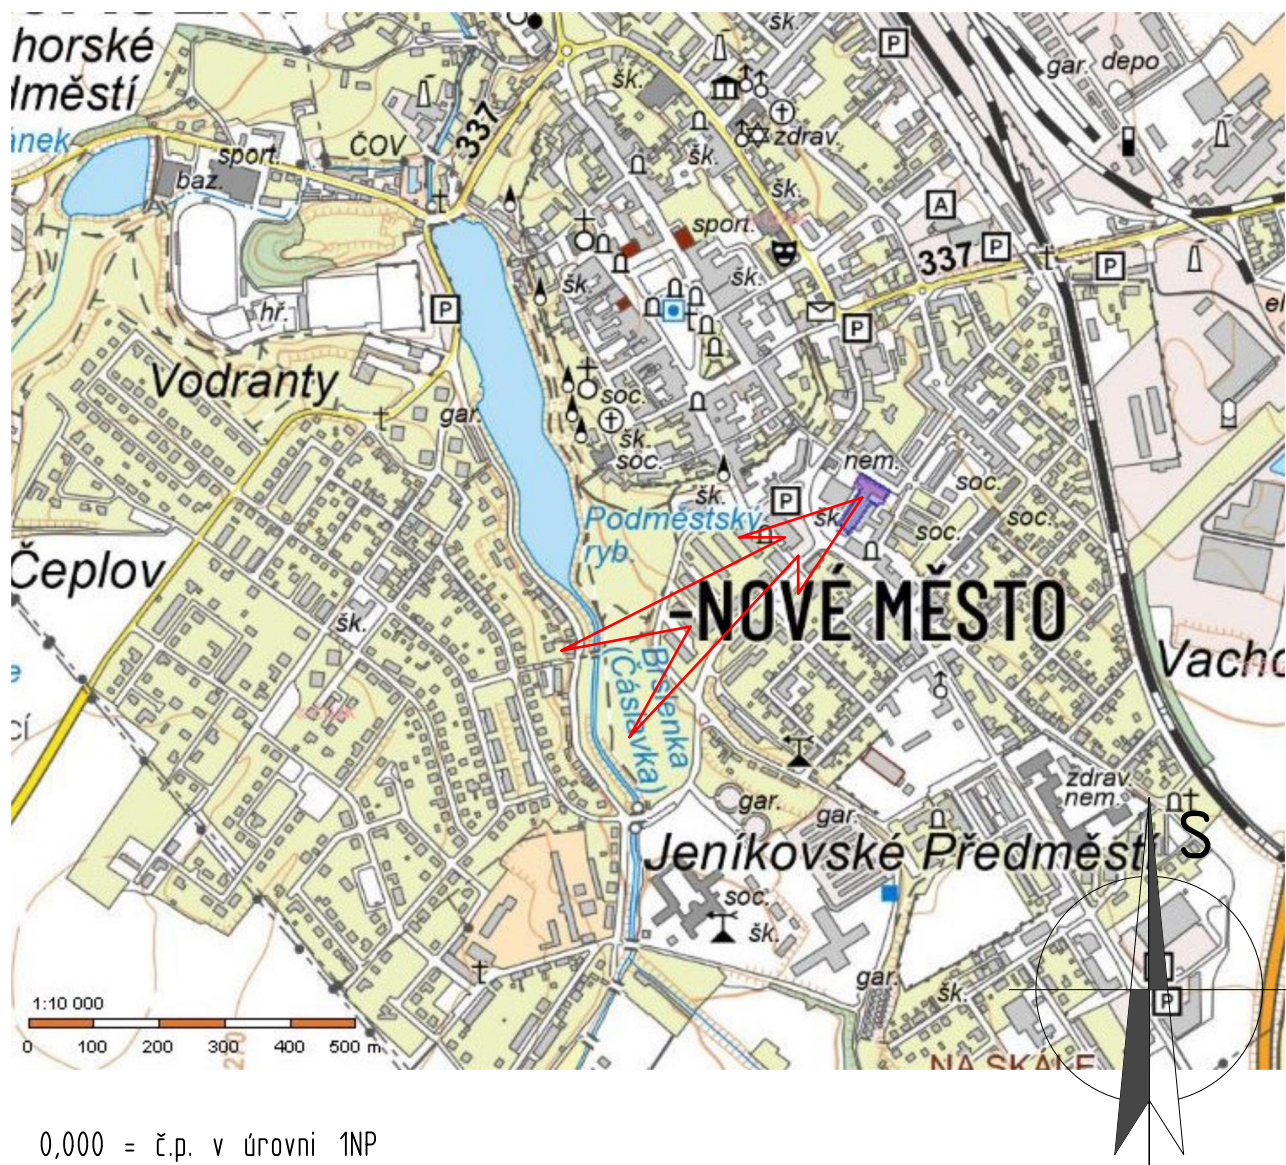 horské
dměstí
ánek
šk.
gar.
depo
P
337
ČOV
sport.
baz.
šk.
zdrav.
šk.
A
P
337
P
sport.
šk.
šk.
hř.
P
P
Vodranty
gar.
soc.
šk.
soc.
nem.
soc.
šk.
P
šk.
soc.
soc.
Podměstský
ryb.
Čeplov
-NOVÉ MĚSTO
šk.
Brslenka
(Čáslavka)
Vacho
e
cí
zdrav.
nem.
gar.
gar.
S
Jeníkovské Předměstí
soc.
šk.
gar.
šk.
P
1:10 000
0 100 200 300 400 500 m
270
NA SKÁLE
0,000 = č.p. v úrovni 1NP